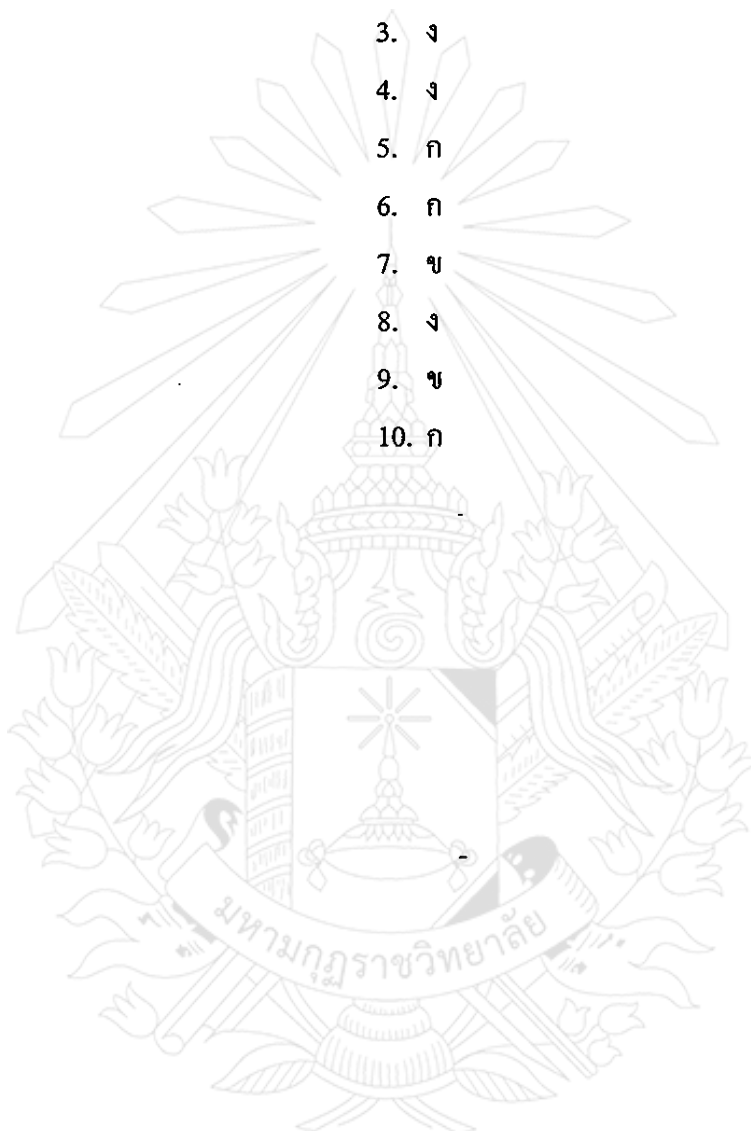 3. ง
4. ง
5. ก
6. ก
7. ข
8. ง
9. ข
10. ก
มหามกุฏราชวิทยาลัย